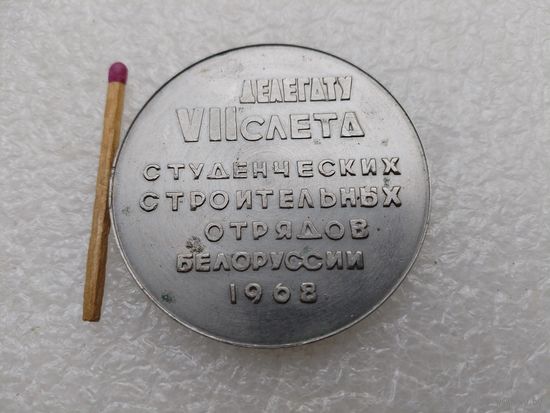 ДЕЛЕГАТУ
VII СЛЕТА
СТУДЕНЧЕСКИХ
СТРОИТЕЛЬНЫХ
ОТРЯДОВ
БЕЛОРУССИИ
1968